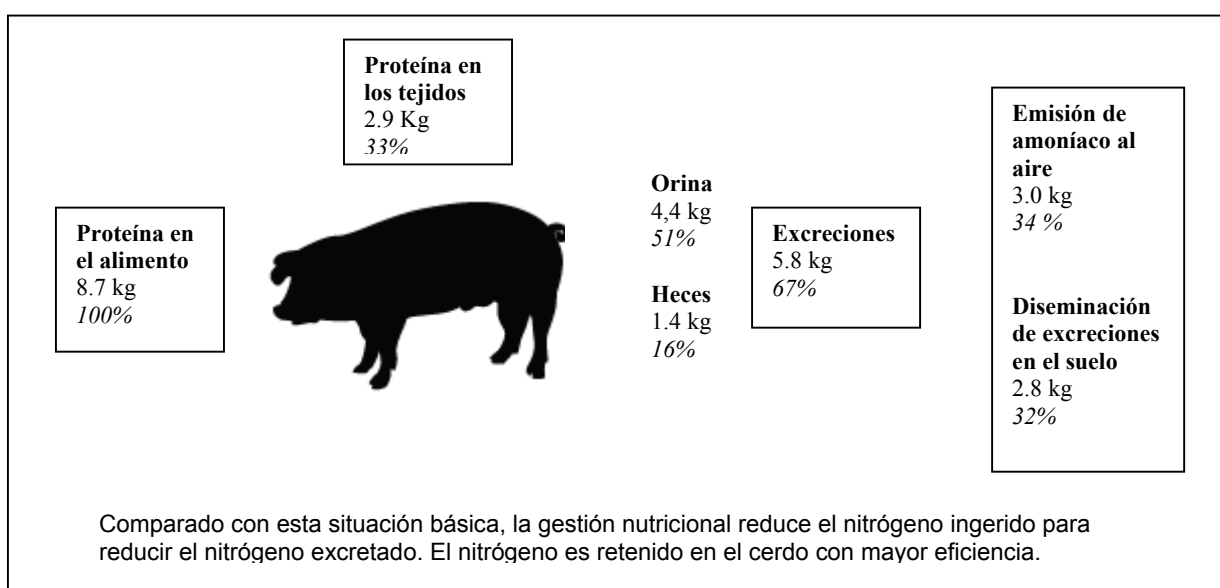 Proteína en
los tejidos
2.9 Kg
33%
Proteína en
el alimento
8.7 kg
100%
Orina
4,4 kg
51%
Heces
1.4 kg
16%
Excreciones
5.8 kg
67%
Emisión de
amoníaco al
aire
3.0 kg
34 %
Diseminación
de excreciones
en el suelo
2.8 kg
32%
Comparado con esta situación básica, la gestión nutricional reduce el nitrógeno ingerido para
reducir el nitrógeno excretado. El nitrógeno es retenido en el cerdo con mayor eficiencia.